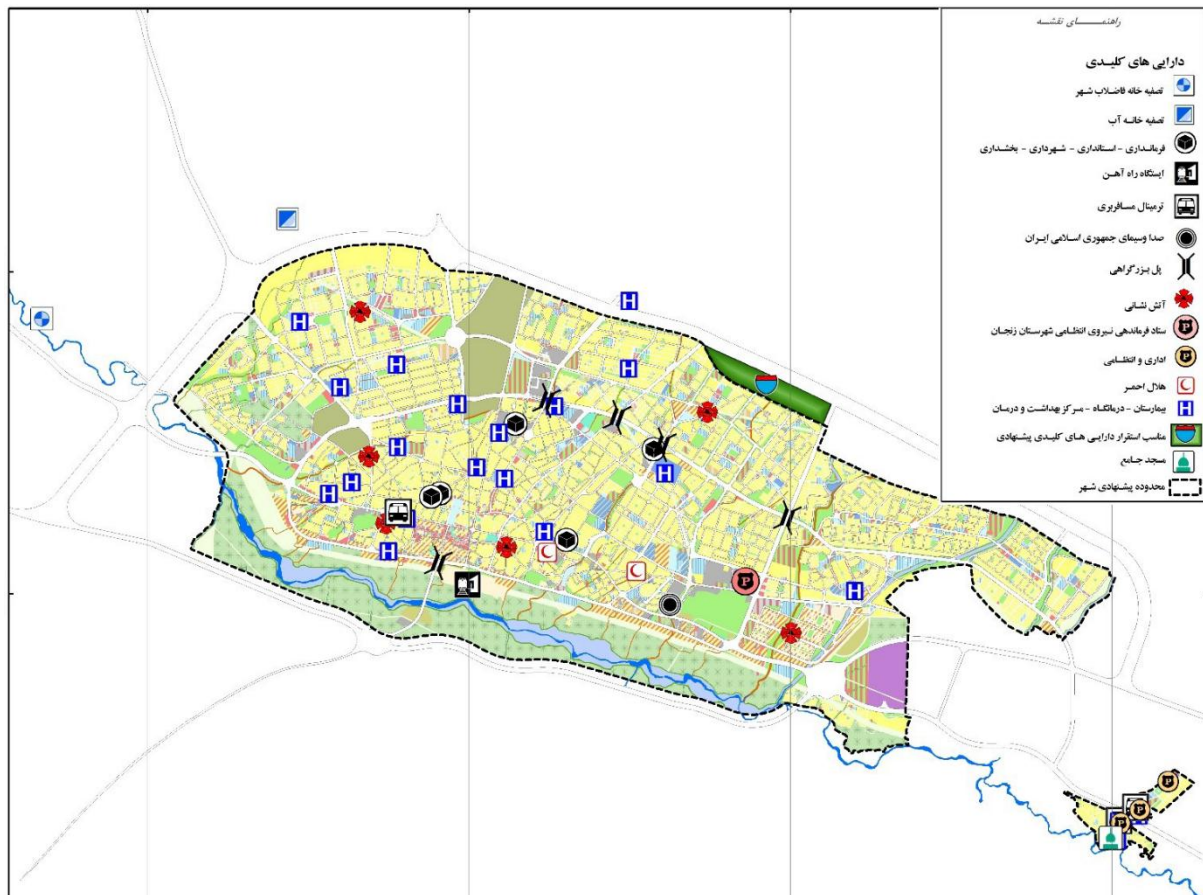 راهنمای نقشه
دارایی های کلیدی
تصفیه خانه فاضلاب شهر
تصفیه خانه آب
فرمانداری - استانداری - شهرداری - بخشداری
ایستگاه راه آهن
ترمینال مسافربری
صدا وسیمای جمهوری اسلامی ایران
پل بزرگراهی
آتش نشانی
ستاد فرماندهی نیروی انتظامی شهرستان زنجان
اداری و انتظامی
هلال احمر
بیمارستان - درمانگاه - مرکز بهداشت و درمان
مناسب استقرار دارایی های کلیدی پیشنهادی
مسجد جامع
محدوده پیشنهادی شهر